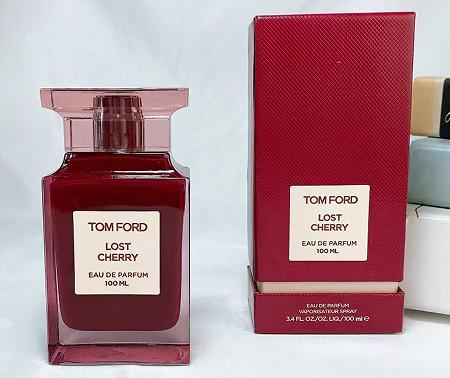 TOM FORD
LOST
CHERRY
EAU DE PARFUM
100 ML
TOM FORD
LOST
CHERRY
EAU DE PARFUM
100 ML
EAU DE PARFUM
VAPORISATEUR SPRAY
3.4 FL. OZ./OZ. LIQ./100 ml ℮